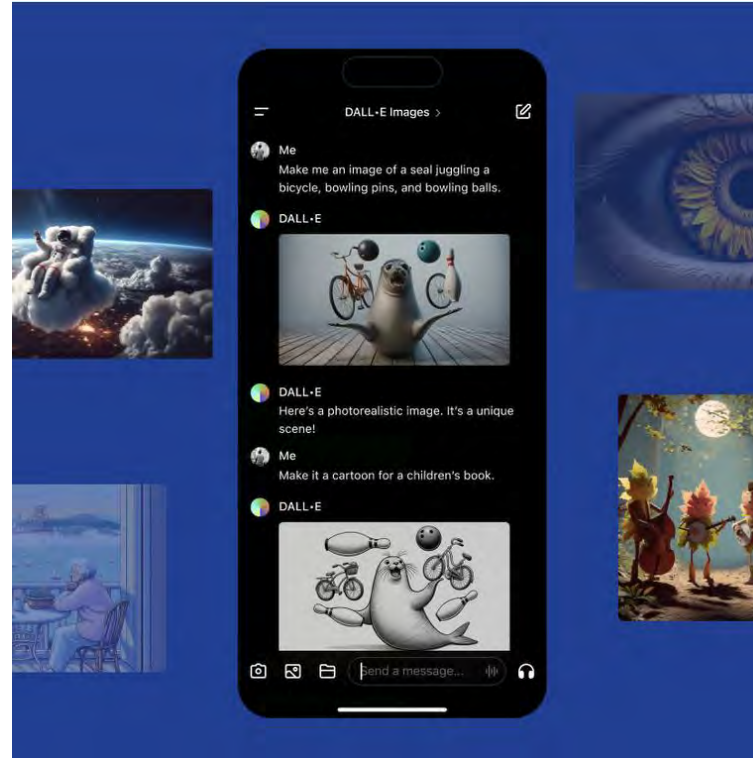 DALL·E Images >
Me
Make me an image of a seal juggling a
bicycle, bowling pins, and bowling balls.
DALL·E
DALL·E
Here's a photorealistic image. It's a unique
scene!
Me
Make it a cartoon for a children's book.
DALL·E
Send a message...